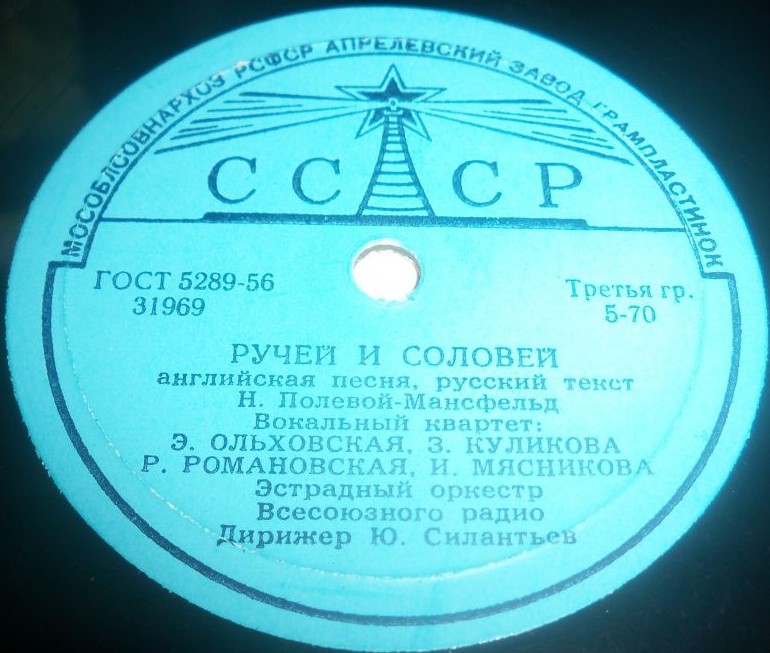 МОСОБЛСОВНАРХОЗ РСФСР АПРЕЛЕВСКИЙ ЗАВОД ГРАМПЛАСТИНОК
СССР
ГОСТ 5289-56
31969
Третья гр.
5-70
РУЧЕЙ И СОЛОВЕЙ
английская песня, русский текст
Н. Полевой-Мансфельд
Вокальный квартет:
Э. ОЛЬХОВСКАЯ, З. КУЛИКОВА
Р. РОМАНОВСКАЯ, И. МЯСНИКОВА
Эстрадный оркестр
Всесоюзного радио
Дирижер Ю. Силантьев